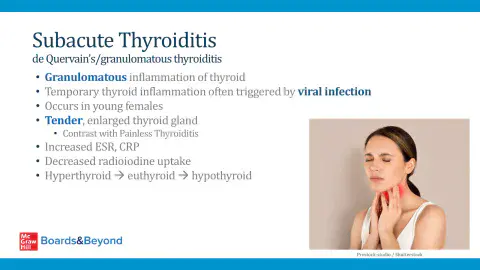 Subacute Thyroiditis
de Quervain's/granulomatous thyroiditis
• Granulomatous inflammation of thyroid
• Temporary thyroid inflammation often triggered by viral infection
• Occurs in young females
• Tender, enlarged thyroid gland
• Contrast with Painless Thyroiditis
• Increased ESR, CRP
• Decreased radioiodine uptake
• Hyperthyroid → euthyroid → hypothyroid
Mc
Graw
Hill
Boards&Beyond
Prostock-studio / Shutterstock